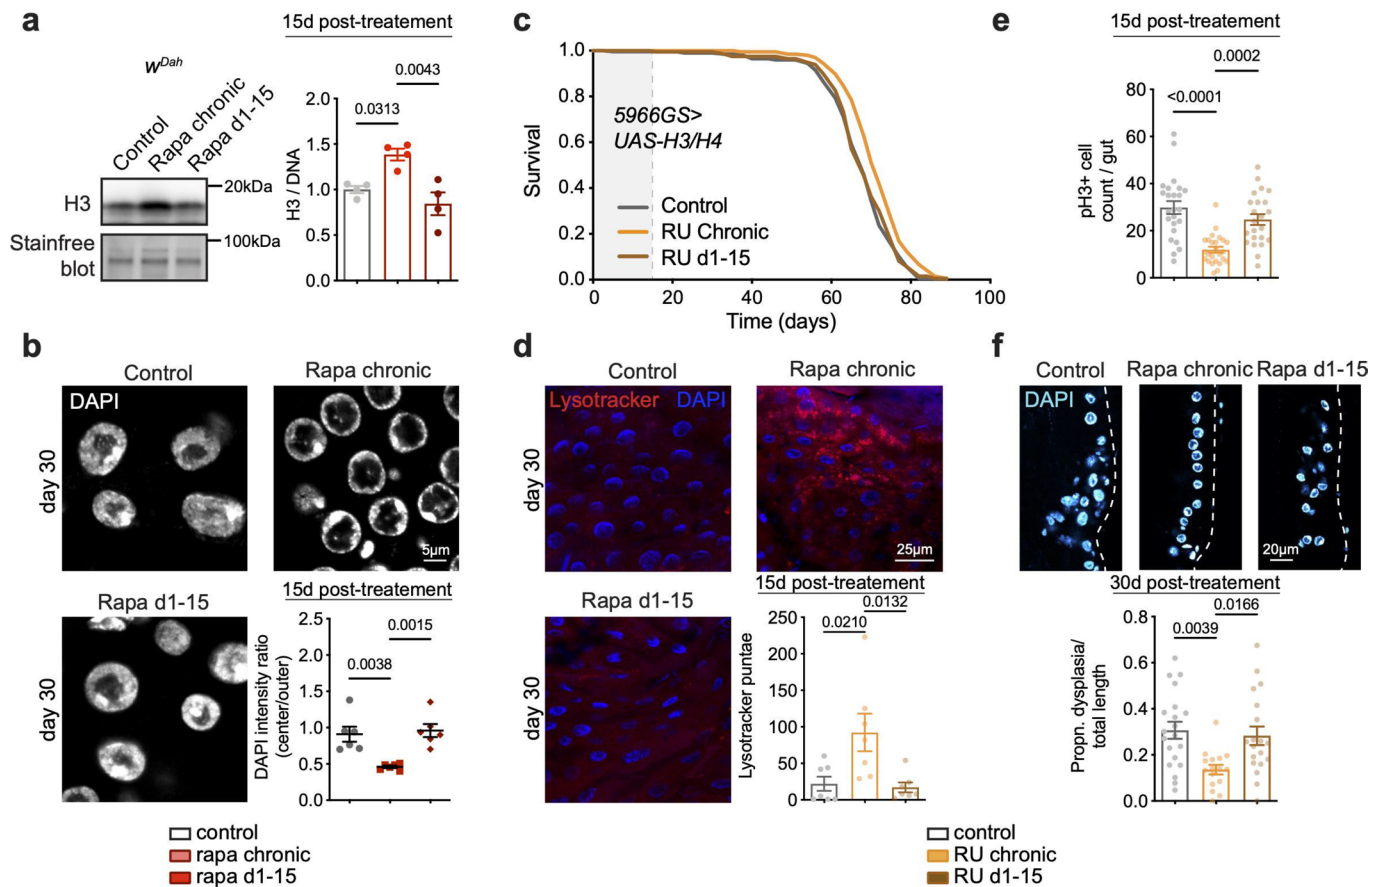 a
15d post-treatement
wDah
Control
Rapa chronic
Rapa d1-15
H3
20kDa
Stainfree
blot
100kDa
0.0043
0.0313
H3 / DNA
2.0
1.5
1.0
0.5
0.0
c
Survival
1.0
0.8
0.6
0.4
0.2
0.0
5966GS>
UAS-H3/H4
Control
RU Chronic
RU d1-15
0
20
40
60
80
100
Time (days)
e
15d post-treatement
0.0002
<0.0001
pH3+ cell
count / gut
80
60
40
20
0
b
Control
Rapa chronic
DAPI
day 30
5µm
Rapa d1-15
day 30
15d post-treatement
0.0015
0.0038
DAPI intensity ratio
(center/outer)
2.5
2.0
1.5
1.0
0.5
0.0
control
rapa chronic
rapa d1-15
d
Control
Rapa chronic
Lysotracker DAPI
day 30
25µm
Rapa d1-15
day 30
15d post-treatement
0.0132
0.0210
Lysotracker puntae
250
200
150
100
50
0
f
Control
Rapa chronic
Rapa d1-15
DAPI
20µm
30d post-treatement
0.0166
0.0039
Propn. dysplasia/
total length
0.8
0.6
0.4
0.2
0.0
control
RU chronic
RU d1-15